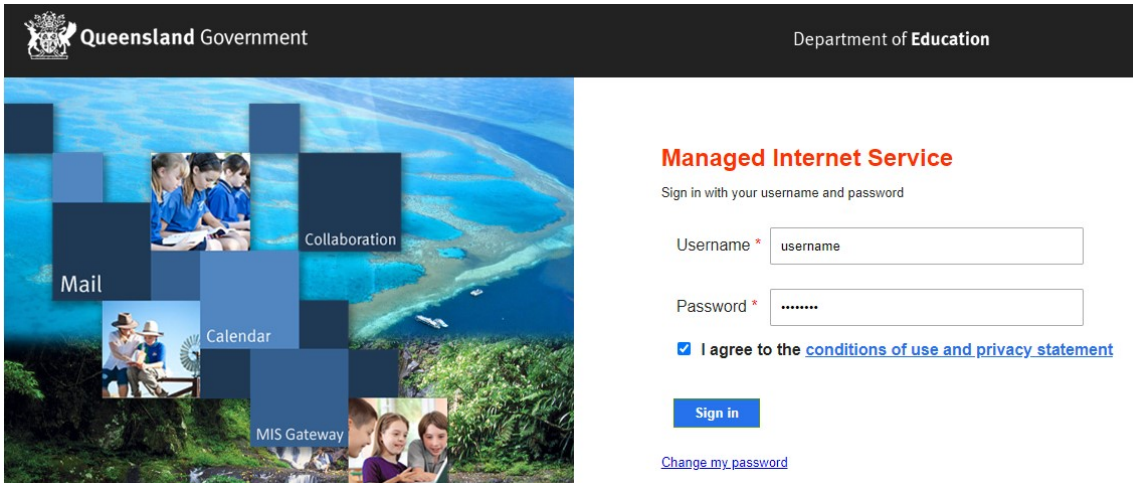 Queensland Government
Department of Education
Collaboration
Mail
Calendar
MIS Gateway
Managed Internet Service
Sign in with your username and password
Username * username
Password * ••••••••
I agree to the conditions of use and privacy statement
Sign in
Change my password